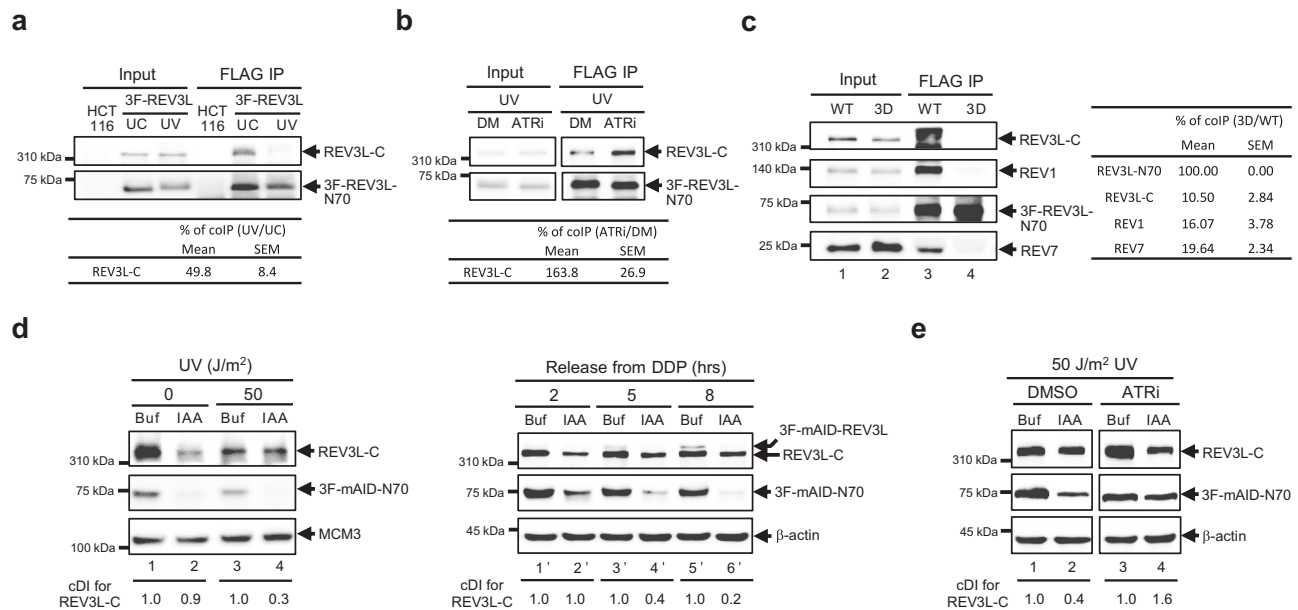 a
Input FLAG IP
HCT 116 3F-REV3L HCT 116 3F-REV3L
UC UV UC UV
310 kDa REV3L-C
75 kDa 3F-REV3L-N70
% of coIP (UV/UC)
Mean SEM
REV3L-C 49.8 8.4
b
Input FLAG IP
UV UV
DM ATRi DM ATRi
310 kDa REV3L-C
75 kDa 3F-REV3L-N70
% of coIP (ATRi/DM)
Mean SEM
REV3L-C 163.8 26.9
c
Input FLAG IP
WT 3D WT 3D
310 kDa REV3L-C
140 kDa REV1
75 kDa 3F-REV3L-N70
25 kDa REV7
1 2 3 4
% of coIP (3D/WT)
Mean SEM
REV3L-N70 100.00 0.00
REV3L-C 10.50 2.84
REV1 16.07 3.78
REV7 19.64 2.34
d
UV (J/m²)
0 50
Buf IAA Buf IAA
310 kDa REV3L-C
75 kDa 3F-mAID-N70
100 kDa MCM3
1 2 3 4
cDI for REV3L-C 1.0 0.9 1.0 0.3
Release from DDP (hrs)
2 5 8
Buf IAA Buf IAA Buf IAA
3F-mAID-REV3L
310 kDa REV3L-C
75 kDa 3F-mAID-N70
45 kDa β-actin
1' 2' 3' 4' 5' 6'
cDI for REV3L-C 1.0 1.0 1.0 0.4 1.0 0.2
e
50 J/m² UV
DMSO ATRi
Buf IAA Buf IAA
310 kDa REV3L-C
75 kDa 3F-mAID-N70
45 kDa β-actin
1 2 3 4
cDI for REV3L-C 1.0 0.4 1.0 1.6